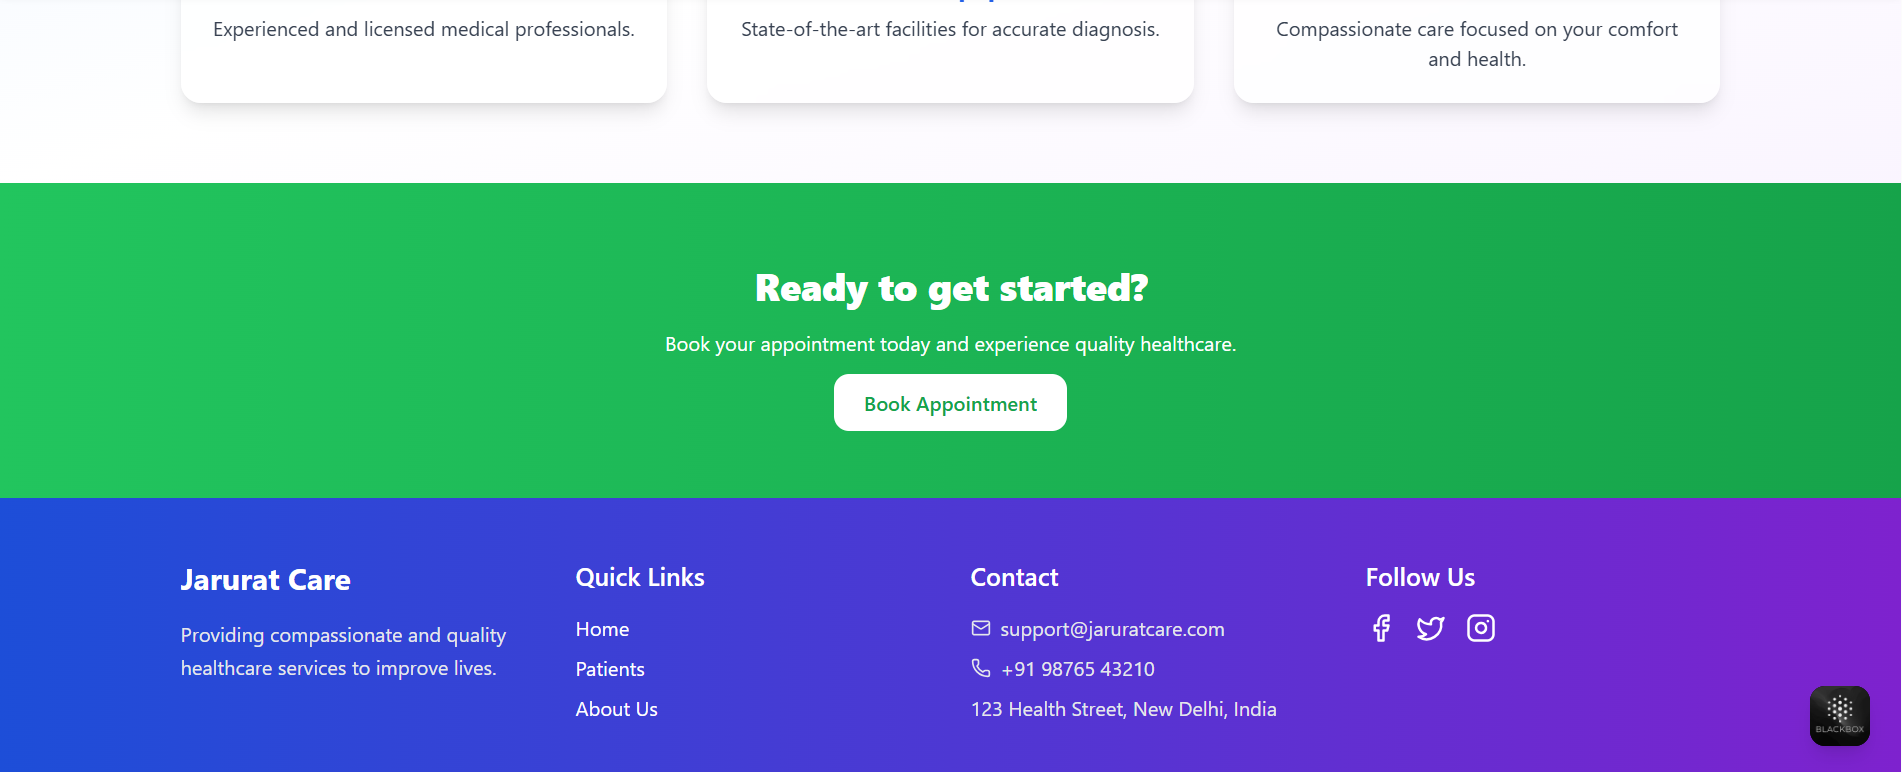 Experienced and licensed medical professionals.
State-of-the-art facilities for accurate diagnosis.
Compassionate care focused on your comfort
and health.
Ready to get started?
Book your appointment today and experience quality healthcare.
Book Appointment
Jarurat Care
Providing compassionate and quality
healthcare services to improve lives.
Quick Links
Home
Patients
About Us
Contact
support@jaruratcare.com
+91 98765 43210
123 Health Street, New Delhi, India
Follow Us
BLACKBOX